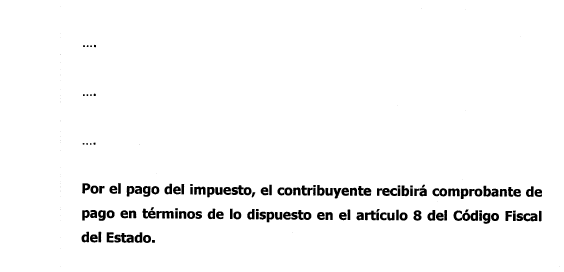 ....
....
....
Por el pago del impuesto, el contribuyente recibirá comprobante de
pago en términos de lo dispuesto en el artículo 8 del Código Fiscal
del Estado.